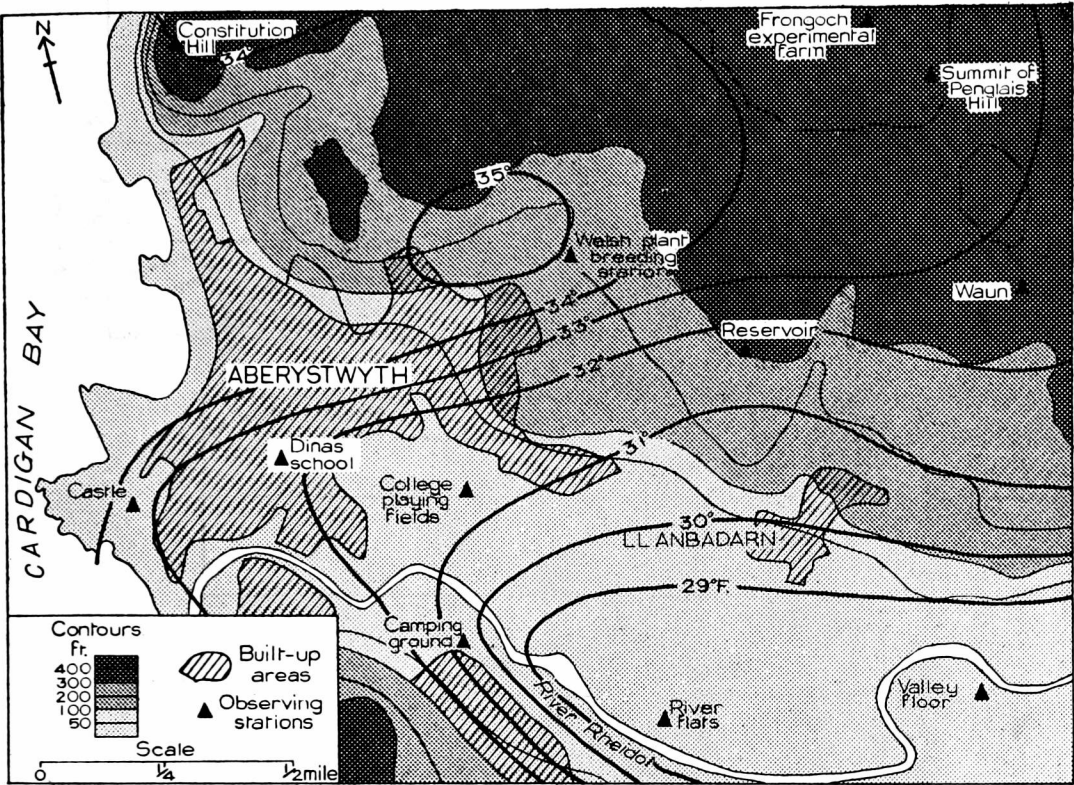 N
Constitution
Hill
34°
Frongoch
experimental
farm
Summit of
Penglais
Hill
35°
Welsh plant
breeding
station
Waun
34°
33°
Reservoir
32°
CARDIGAN BAY
ABERYSTWYTH
31°
Dinas
school
Castle
College
playing
fields
30°
LLANBADARN
29°F.
Camping
ground
River Rheidol
River
flats
Valley
floor
Contours
ft.
400
300
200
100
50
Built-up
areas
Observing
stations
Scale
0 1/4 1/2 mile